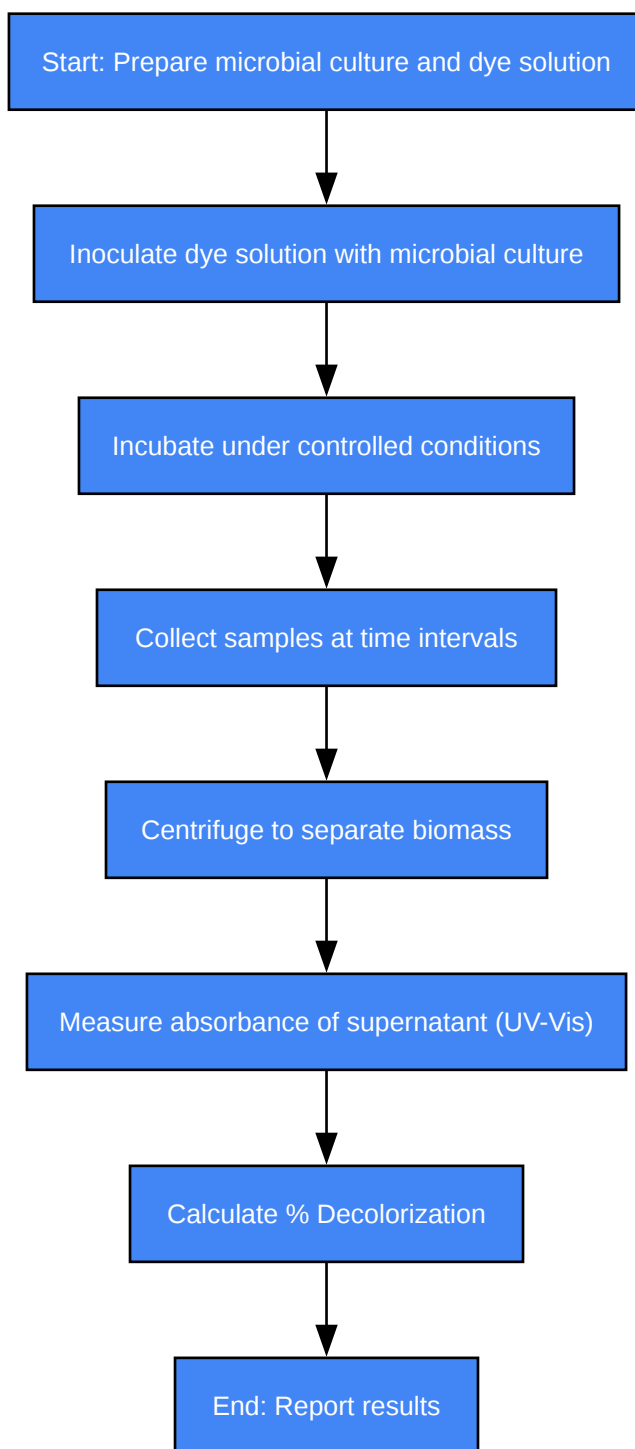 Start: Prepare microbial culture and dye solution
Inoculate dye solution with microbial culture
Incubate under controlled conditions
Collect samples at time intervals
Centrifuge to separate biomass
Measure absorbance of supernatant (UV-Vis)
Calculate % Decolorization
End: Report results